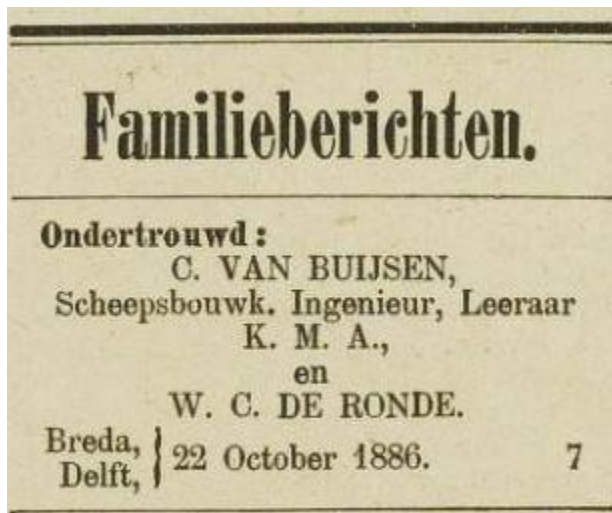 Familieberichten.
Ondertrouwd:
C. VAN BUIJSEN,
Scheepsbouwk. Ingenieur, Leeraar
K. M. A.,
en
W. C. DE RONDE.
Breda,
Delft, } 22 October 1886. 7